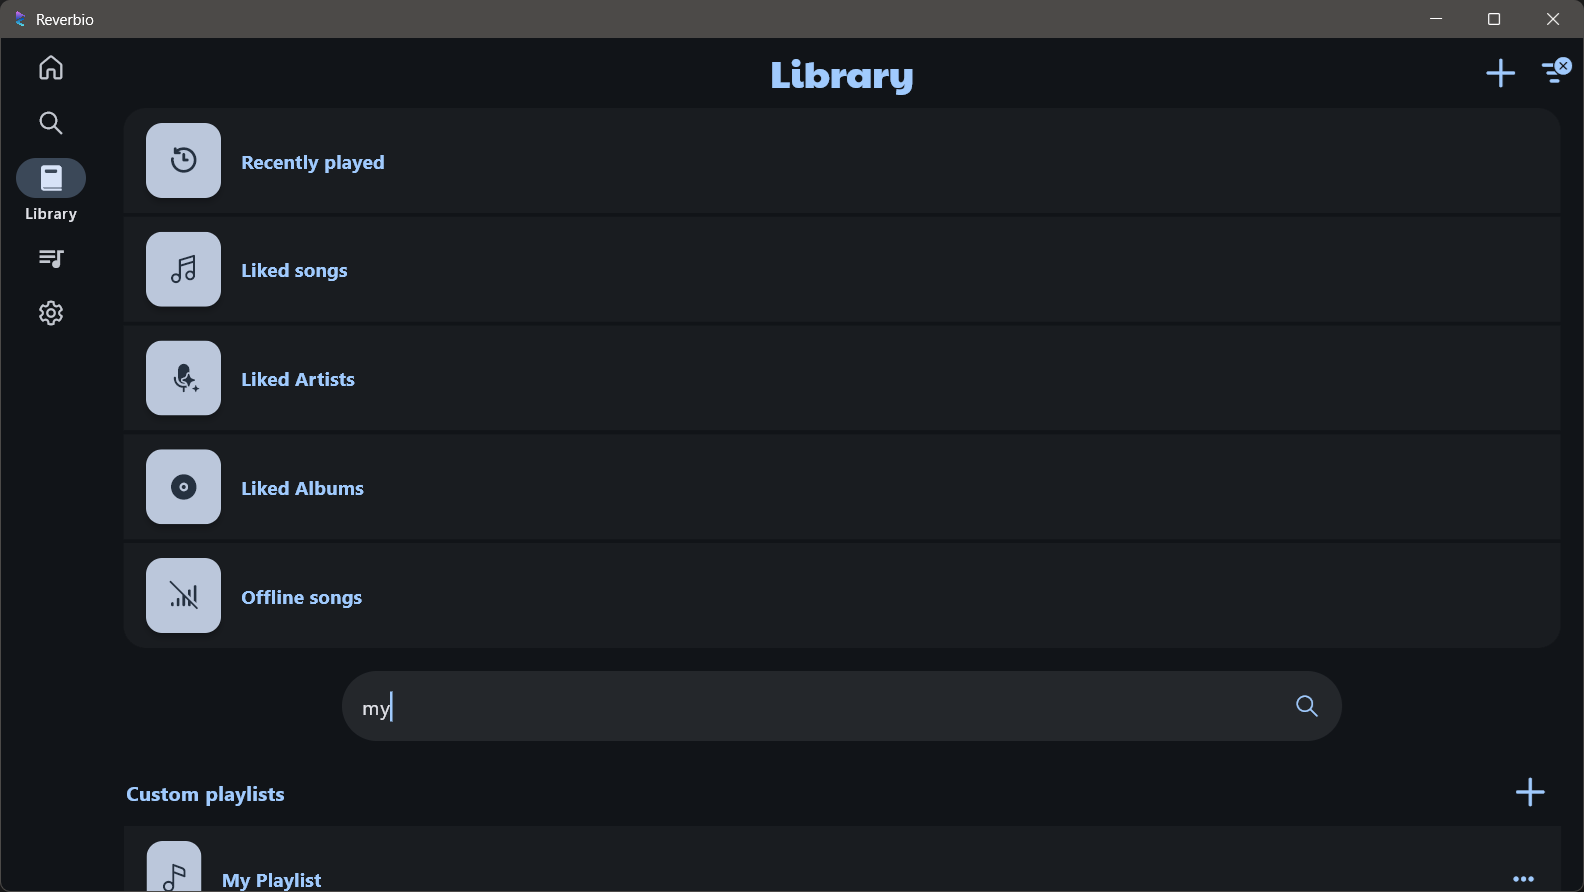 Reverbio
Library
Library
Recently played
Liked songs
Liked Artists
Liked Albums
Offline songs
my
Custom playlists
My Playlist